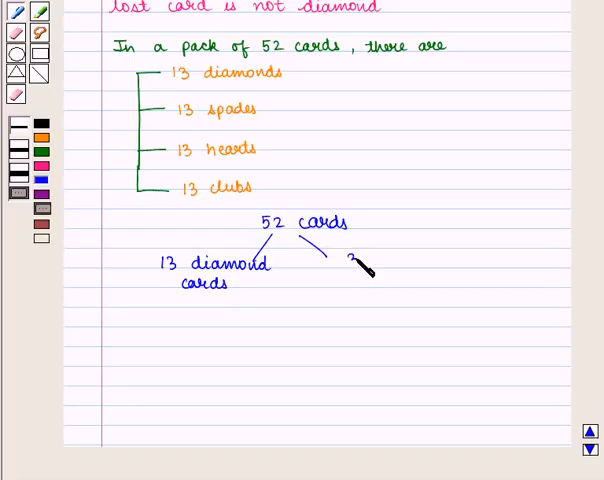 lost card is not diamond
In a pack of 52 cards, there are
13 diamonds
13 spades
13 hearts
13 clubs
52 cards
13 diamond
cards